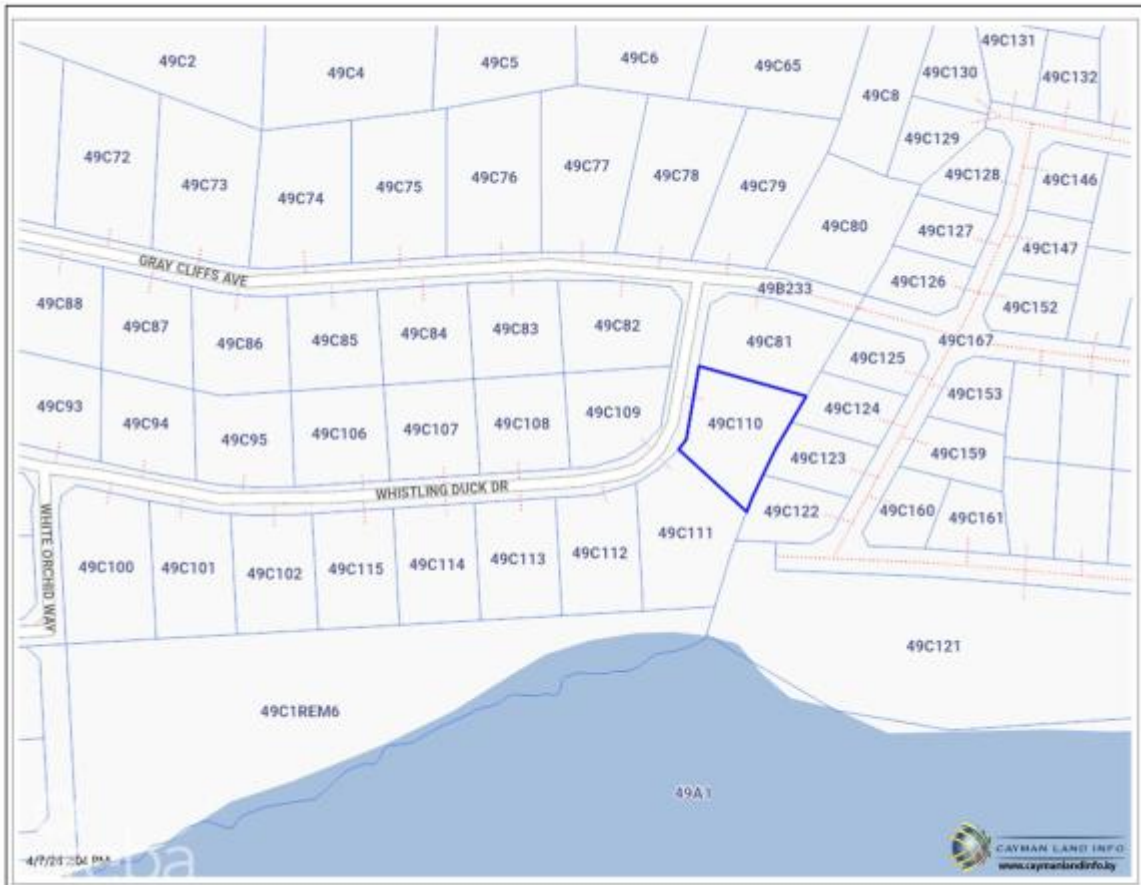 49C2
49C4
49C5
49C6
49C65
49C8
49C130
49C131
49C132
49C129
49C128
49C146
49C72
49C73
49C74
49C75
49C76
49C77
49C78
49C79
49C80
49C127
49C147
49C126
49C152
GRAY CLIFFS AVE
49B233
49C88
49C87
49C86
49C85
49C84
49C83
49C82
49C81
49C167
49C125
49C153
49C93
49C94
49C95
49C106
49C107
49C108
49C109
49C110
49C124
49C123
49C159
WHISTLING DUCK DR
49C122
49C160
49C161
WHITE ORCHID WAY
49C100
49C101
49C102
49C115
49C114
49C113
49C112
49C111
49C121
49C1REM6
49A1
CAYMAN LAND INFO
www.caymanlandinfo.ky